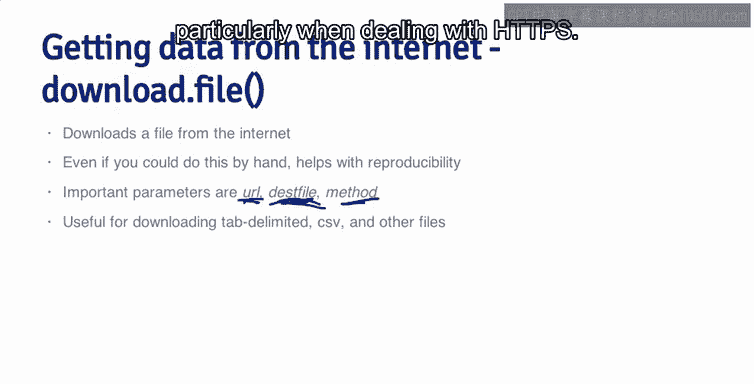 particularly when dealing with HTTPS.
Getting data from the internet -
download.file()
· Downloads a file from the internet
· Even if you could do this by hand, helps with reproducibility
· Important parameters are url, destfile, method
· Useful for downloading tab-delimited, csv, and other files